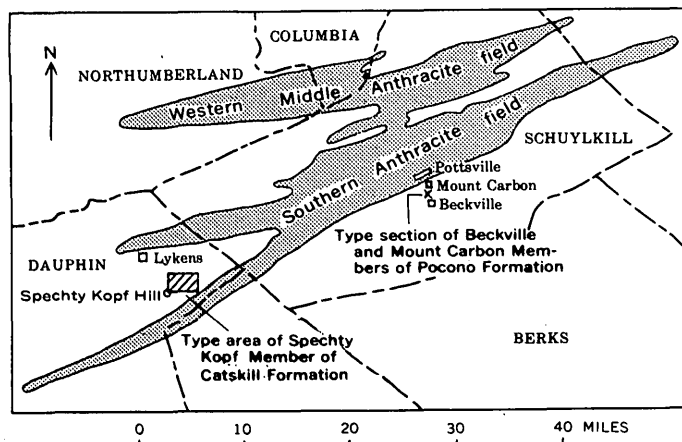 COLUMBIA
N
NORTHUMBERLAND
Western Middle Anthracite field
Southern Anthracite field
SCHUYLKILL
Pottsville
Mount Carbon
Beckville
Type section of Beckville
and Mount Carbon Mem-
bers of Pocono Formation
Lykens
DAUPHIN
Spechty Kopf Hill
Type area of Spechty
Kopf Member of
Catskill Formation
BERKS
0 10 20 30 40 MILES